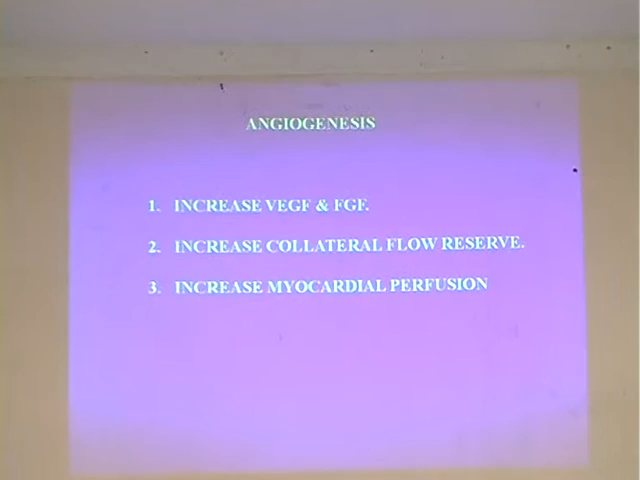 ANGIOGENESIS
1. INCREASE VEGF & FGF.
2. INCREASE COLLATERAL FLOW RESERVE.
3. INCREASE MYOCARDIAL PERFUSION